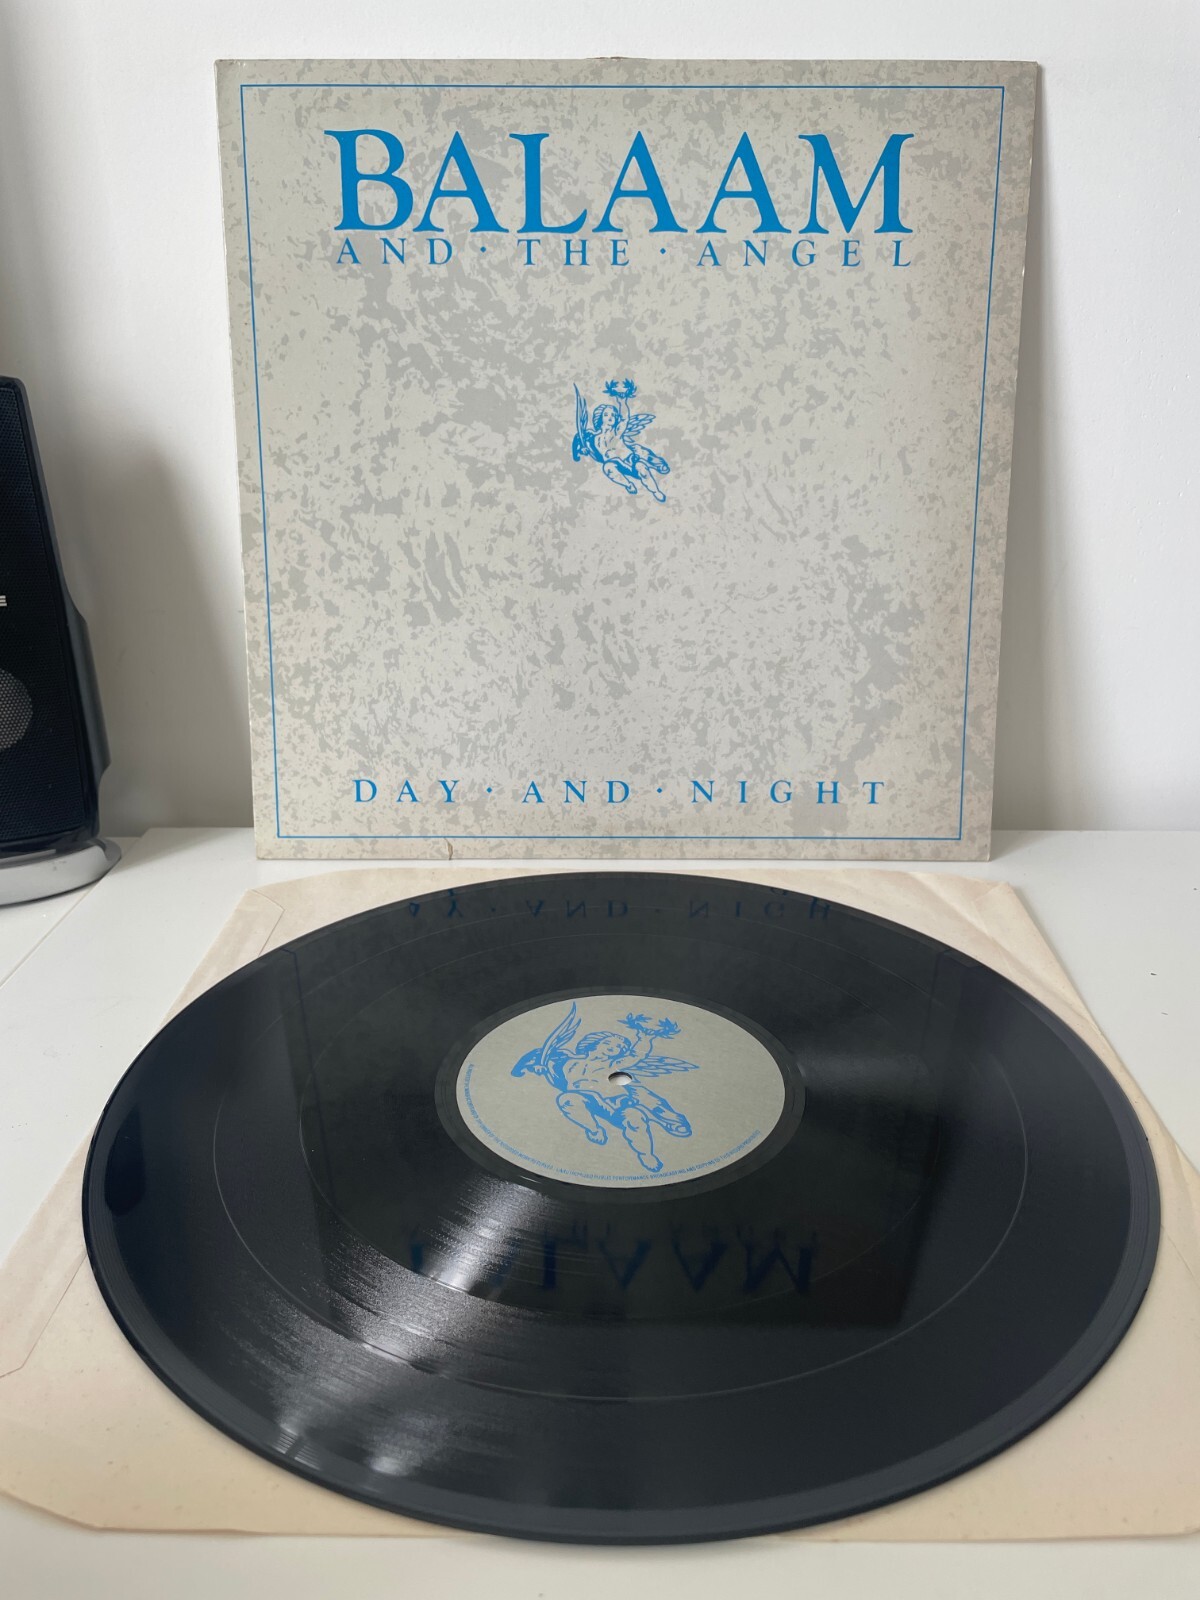 BALAAM
AND · THE · ANGEL
DAY · AND · NIGHT